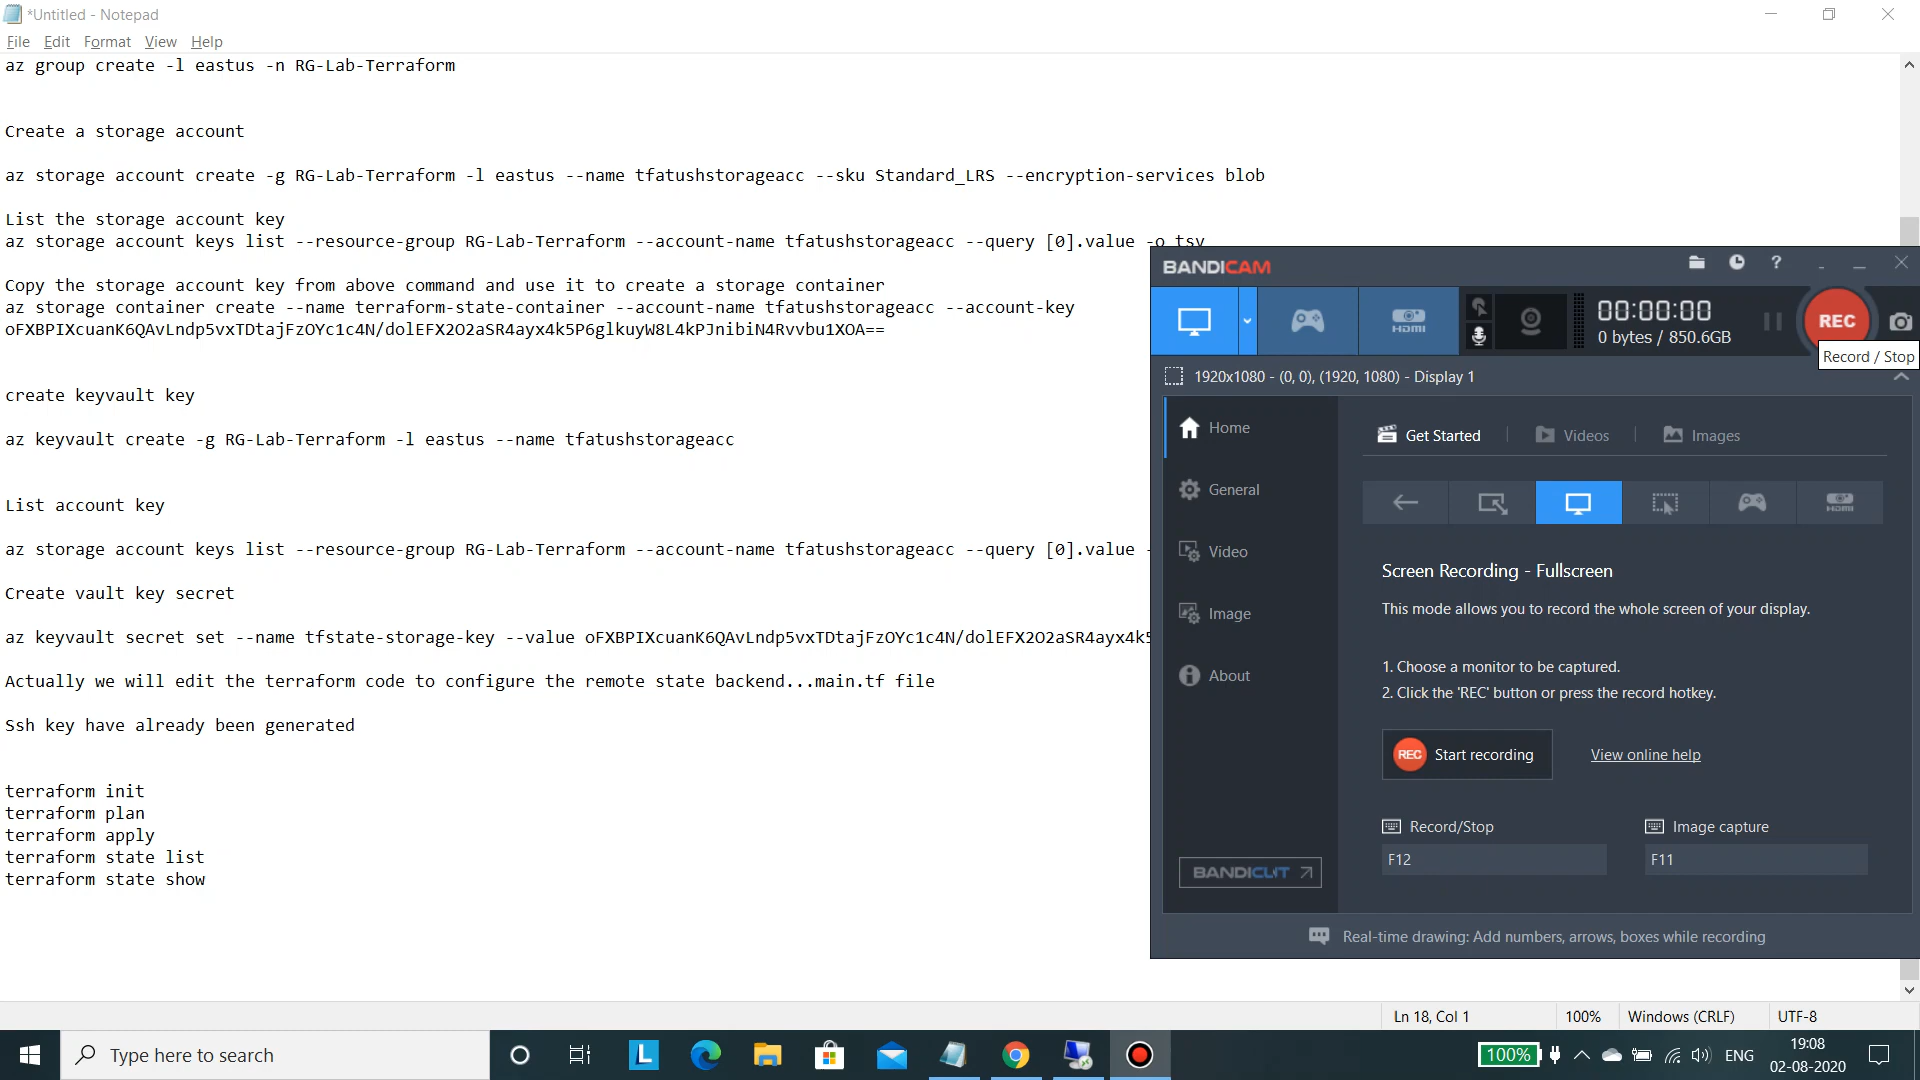 *Untitled - Notepad
File Edit Format View Help
az group create -l eastus -n RG-Lab-Terraform
Create a storage account
az storage account create -g RG-Lab-Terraform -l eastus --name tfatushstorageacc --sku Standard_LRS --encryption-services blob
List the storage account key
az storage account keys list --resource-group RG-Lab-Terraform --account-name tfatushstorageacc --query [0].value -o tsv
Copy the storage account key from above command and use it to create a storage container
az storage container create --name terraform-state-container --account-name tfatushstorageacc --account-key
oFXBPIXcuanK6QAvLndp5vxTDtajFzOYc1c4N/dolEFX2O2aSR4ayx4k5P6glkuyW8L4kPJnibiN4Rvvbu1XOA==
create keyvault key
az keyvault create -g RG-Lab-Terraform -l eastus --name tfatushstorageacc
List account key
az storage account keys list --resource-group RG-Lab-Terraform --account-name tfatushstorageacc --query [0].value -
Create vault key secret
az keyvault secret set --name tfstate-storage-key --value oFXBPIXcuanK6QAvLndp5vxTDtajFzOYc1c4N/dolEFX2O2aSR4ayx4k5
Actually we will edit the terraform code to configure the remote state backend...main.tf file
Ssh key have already been generated
terraform init
terraform plan
terraform apply
terraform state list
terraform state show
BANDICAM
HDMI
00:00:00
0 bytes / 850.6GB
REC
Record / Stop
1920x1080 - (0, 0), (1920, 1080) - Display 1
Home
General
Video
Image
About
BANDICUT
Get Started
Videos
Images
HDMI
Screen Recording - Fullscreen
This mode allows you to record the whole screen of your display.
1. Choose a monitor to be captured.
2. Click the 'REC' button or press the record hotkey.
REC Start recording
View online help
Record/Stop
Image capture
F12
F11
Real-time drawing: Add numbers, arrows, boxes while recording
Ln 18, Col 1
100%
Windows (CRLF)
UTF-8
Type here to search
L
100%
ENG
19:08
02-08-2020